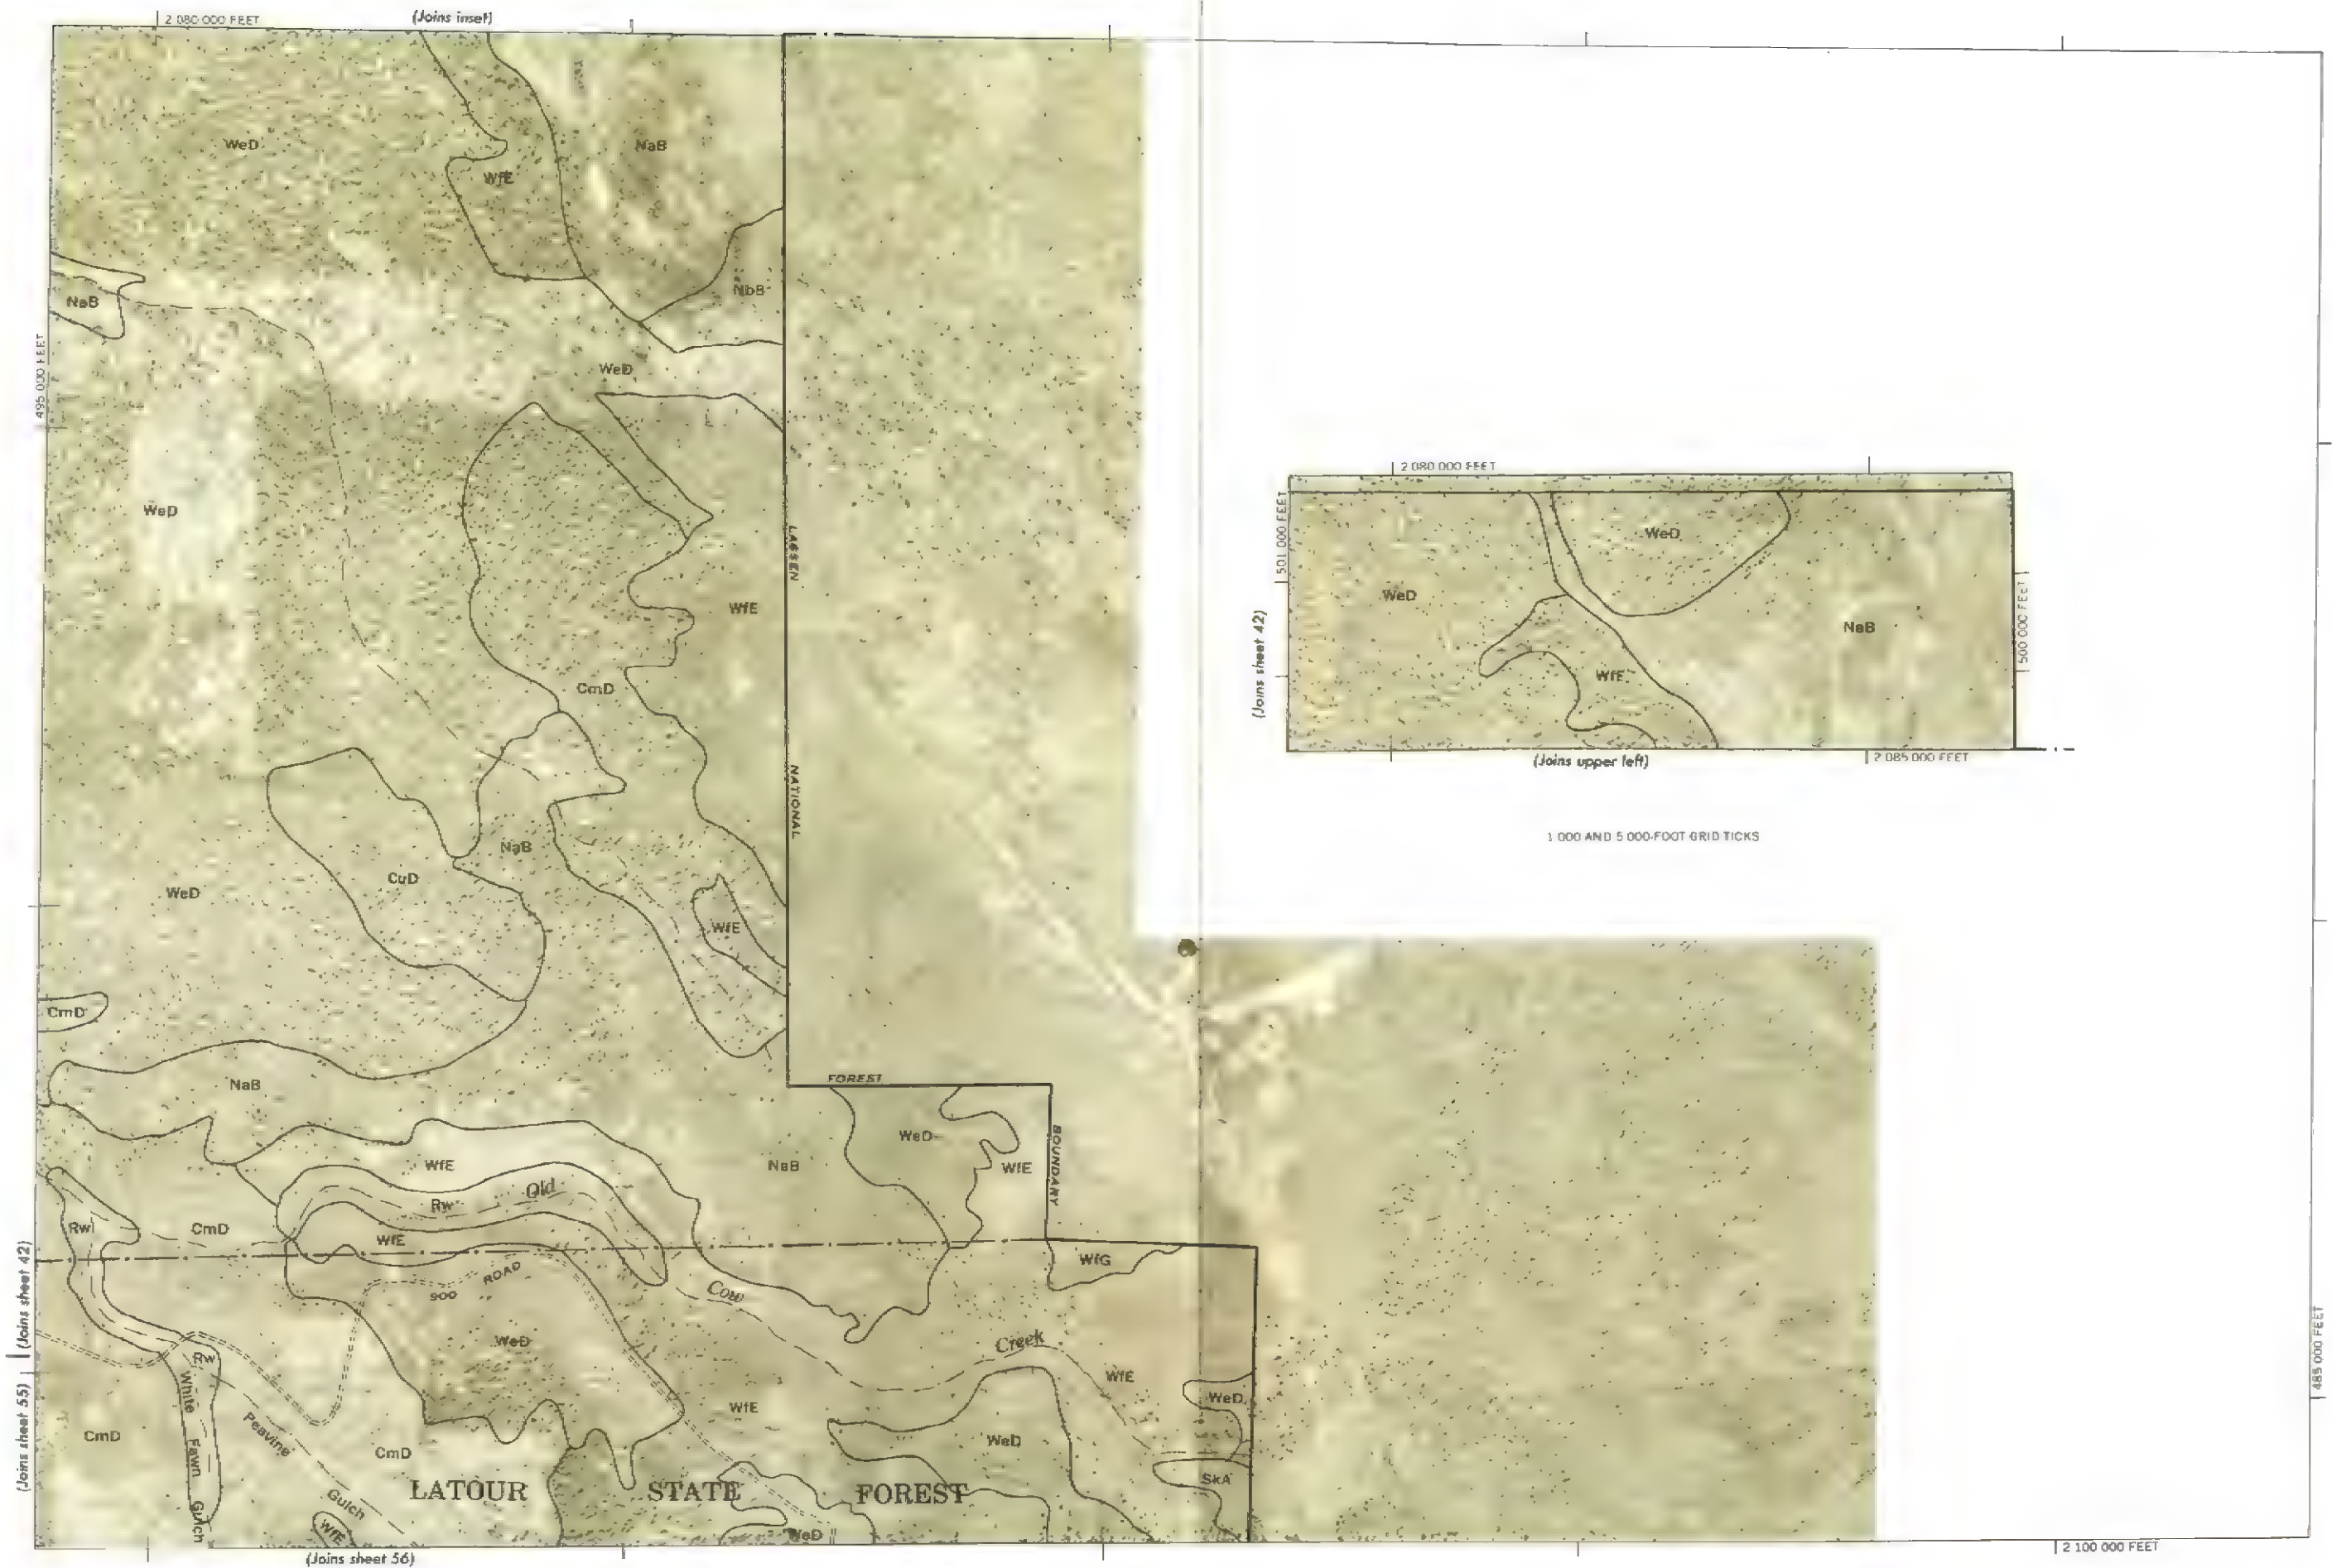 2 080 000 FEET
(Joins inset)
WeD
WfE
NaB
NaB
NbB
495 000 FEET
WeD
WeD
LASSEN
WfE
CmD
NATIONAL
NaB
CuD
WeD
WfE
CmD
NaB
FOREST
WeD
BOUNDARY
WfE
NaB
WfE
Rw
Old
Rw
CmD
WfE
WfG
ROAD
900
Cow
WeD
Creek
Rw
WfE
WeD
White
Fawn
Gulch
Peavine
Gulch
CmD
CmD
WfE
WeD
SkA
LATOUR STATE FOREST
WfE
WeD
(Joins sheet 42)
(Joins sheet 55)
(Joins sheet 56)
2 080 000 FEET
501 000 FEET
WeD
WeD
NaB
500 000 FEET
WfE
(Joins sheet 42)
(Joins upper left)
2 085 000 FEET
1 000 AND 5 000-FOOT GRID TICKS
485 000 FEET
2 100 000 FEET